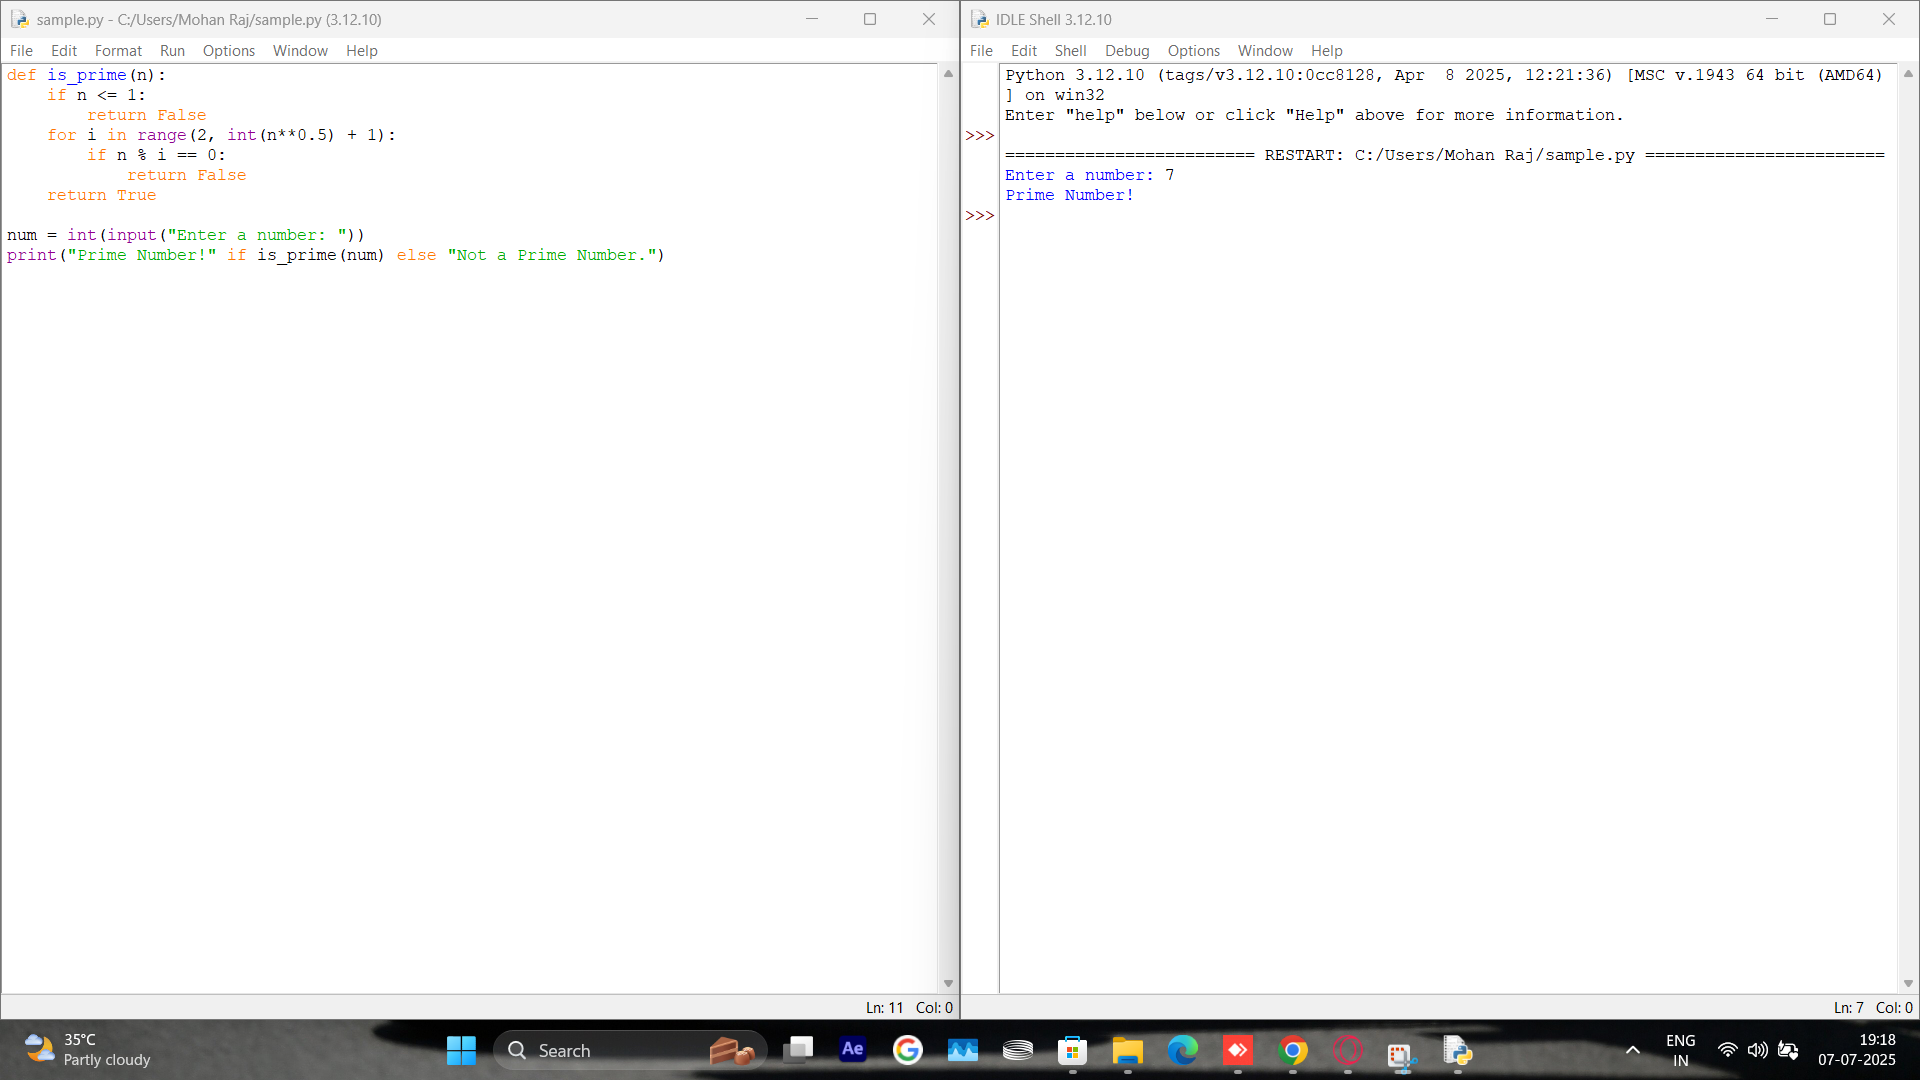 sample.py - C:/Users/Mohan Raj/sample.py (3.12.10)
File Edit Format Run Options Window Help
def is_prime(n):
    if n <= 1:
        return False
    for i in range(2, int(n**0.5) + 1):
        if n % i == 0:
            return False
    return True

num = int(input("Enter a number: "))
print("Prime Number!" if is_prime(num) else "Not a Prime Number.")
Ln: 11 Col: 0
IDLE Shell 3.12.10
File Edit Shell Debug Options Window Help
Python 3.12.10 (tags/v3.12.10:0cc8128, Apr  8 2025, 12:21:36) [MSC v.1943 64 bit (AMD64)
] on win32
Enter "help" below or click "Help" above for more information.
>>>
========================= RESTART: C:/Users/Mohan Raj/sample.py ========================
Enter a number: 7
Prime Number!
>>>
Ln: 7 Col: 0
35°C
Partly cloudy
Search
Ae
ENG
IN
19:18
07-07-2025